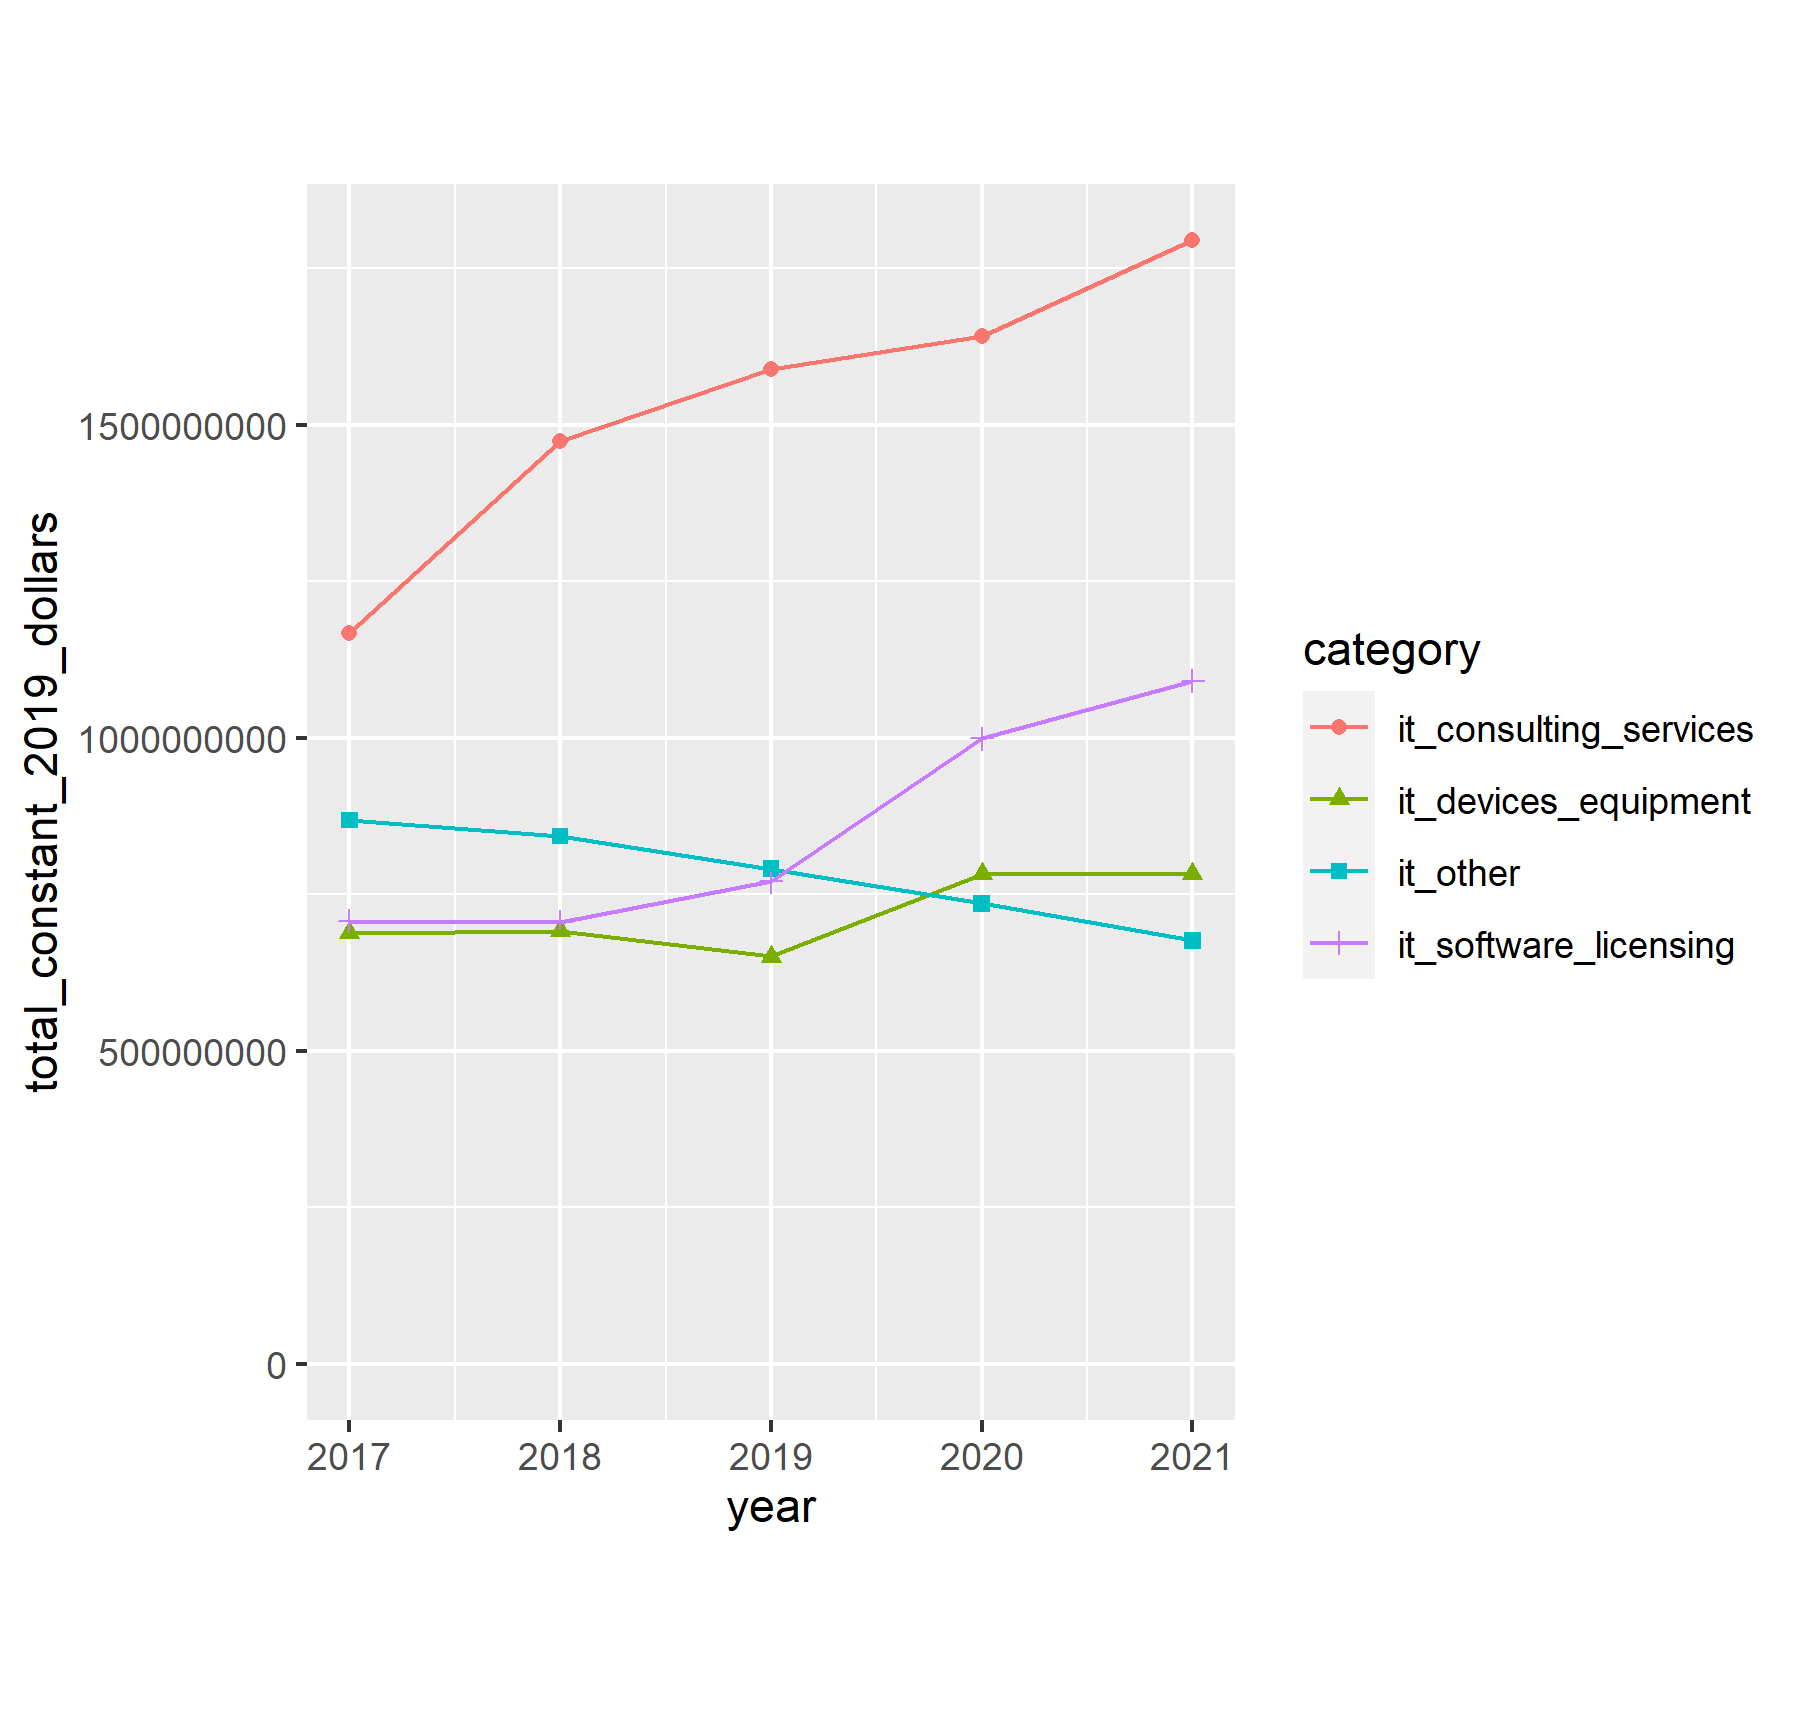 total_constant_2019_dollars
1500000000
1000000000
500000000
0
2017 2018 2019 2020 2021
year
category
it_consulting_services
it_devices_equipment
it_other
it_software_licensing